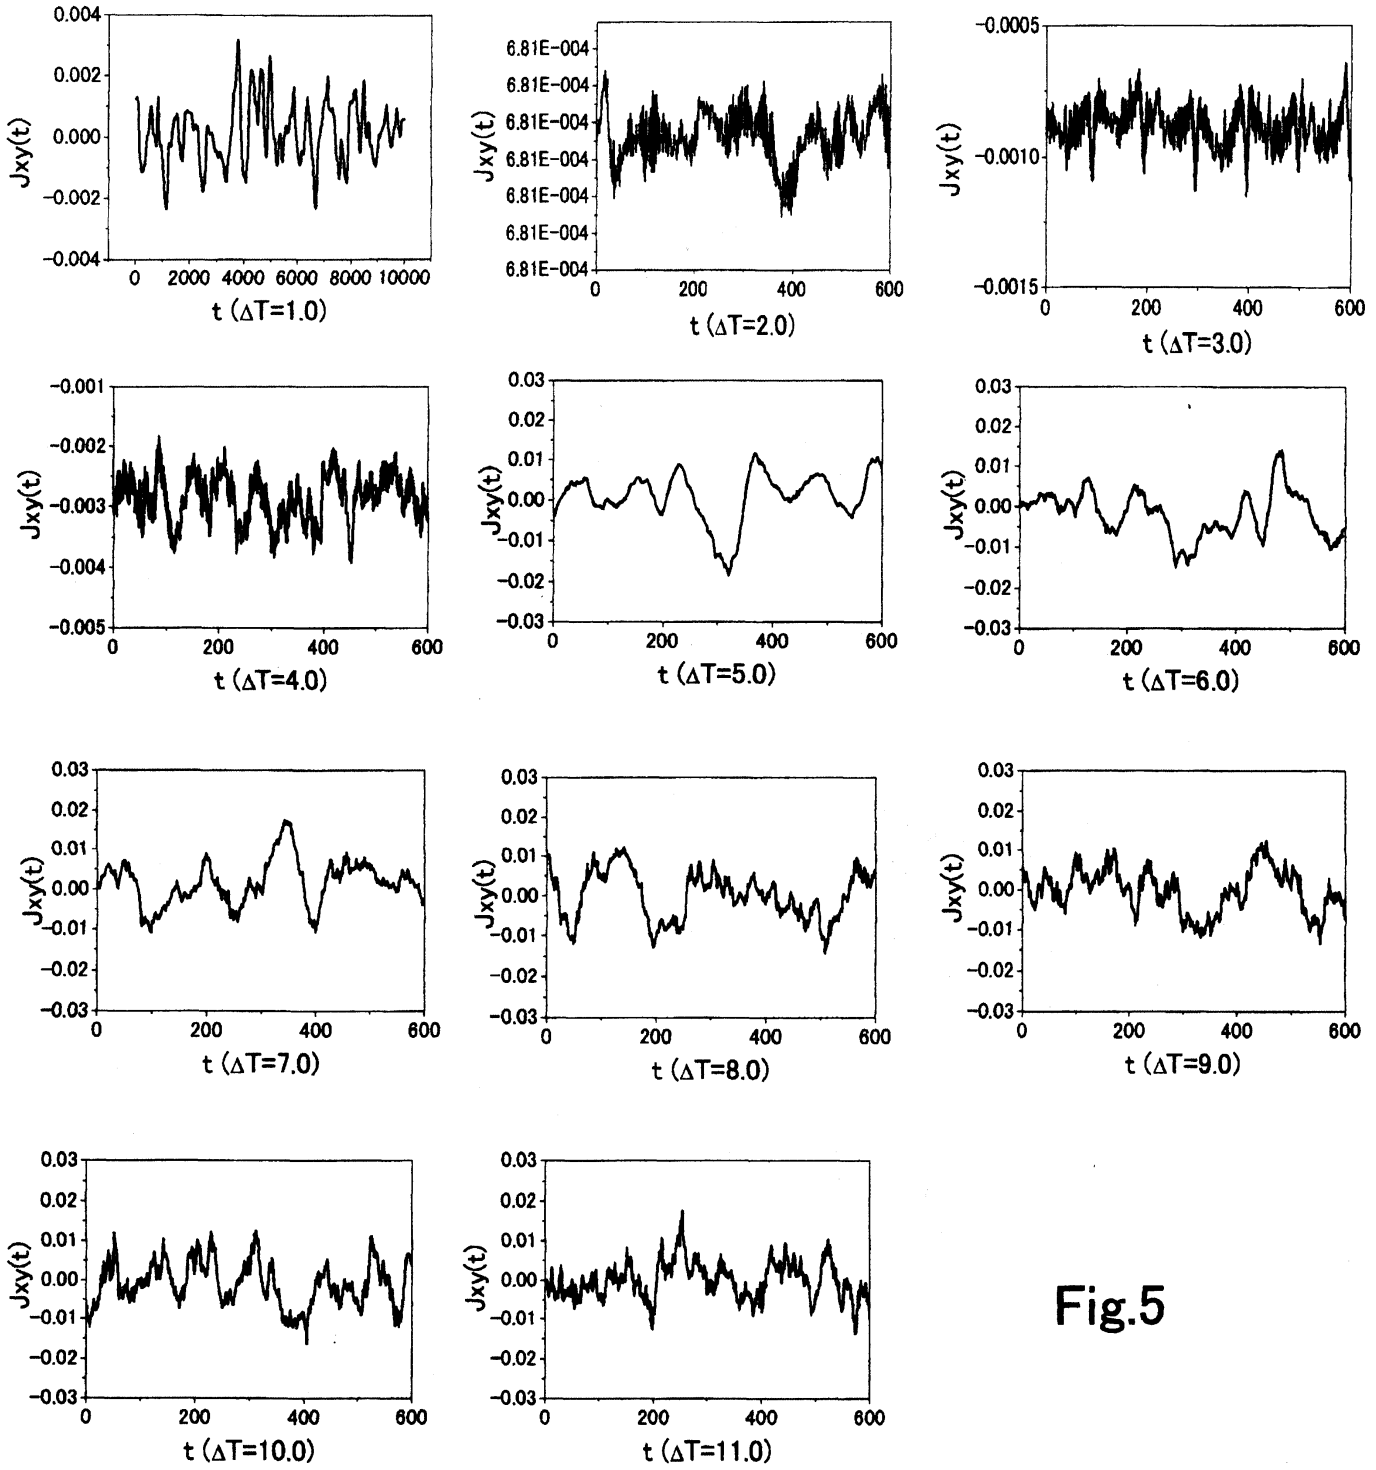 0.004
0.002
0.000
-0.002
-0.004
Jxy(t)
0 2000 4000 6000 8000 10000
t (ΔT=1.0)
6.81E-004
6.81E-004
6.81E-004
6.81E-004
6.81E-004
6.81E-004
6.81E-004
Jxy(t)
0 200 400 600
t (ΔT=2.0)
-0.0005
-0.0010
-0.0015
Jxy(t)
0 200 400 600
t (ΔT=3.0)
-0.001
-0.002
-0.003
-0.004
-0.005
Jxy(t)
0 200 400 600
t (ΔT=4.0)
0.03
0.02
0.01
0.00
-0.01
-0.02
-0.03
Jxy(t)
0 200 400 600
t (ΔT=5.0)
0.03
0.02
0.01
0.00
-0.01
-0.02
-0.03
Jxy(t)
0 200 400 600
t (ΔT=6.0)
0.03
0.02
0.01
0.00
-0.01
-0.02
-0.03
Jxy(t)
0 200 400 600
t (ΔT=7.0)
0.03
0.02
0.01
0.00
-0.01
-0.02
-0.03
Jxy(t)
0 200 400 600
t (ΔT=8.0)
0.03
0.02
0.01
0.00
-0.01
-0.02
-0.03
Jxy(t)
0 200 400 600
t (ΔT=9.0)
0.03
0.02
0.01
0.00
-0.01
-0.02
-0.03
Jxy(t)
0 200 400 600
t (ΔT=10.0)
0.03
0.02
0.01
0.00
-0.01
-0.02
-0.03
Jxy(t)
0 200 400 600
t (ΔT=11.0)
Fig.5